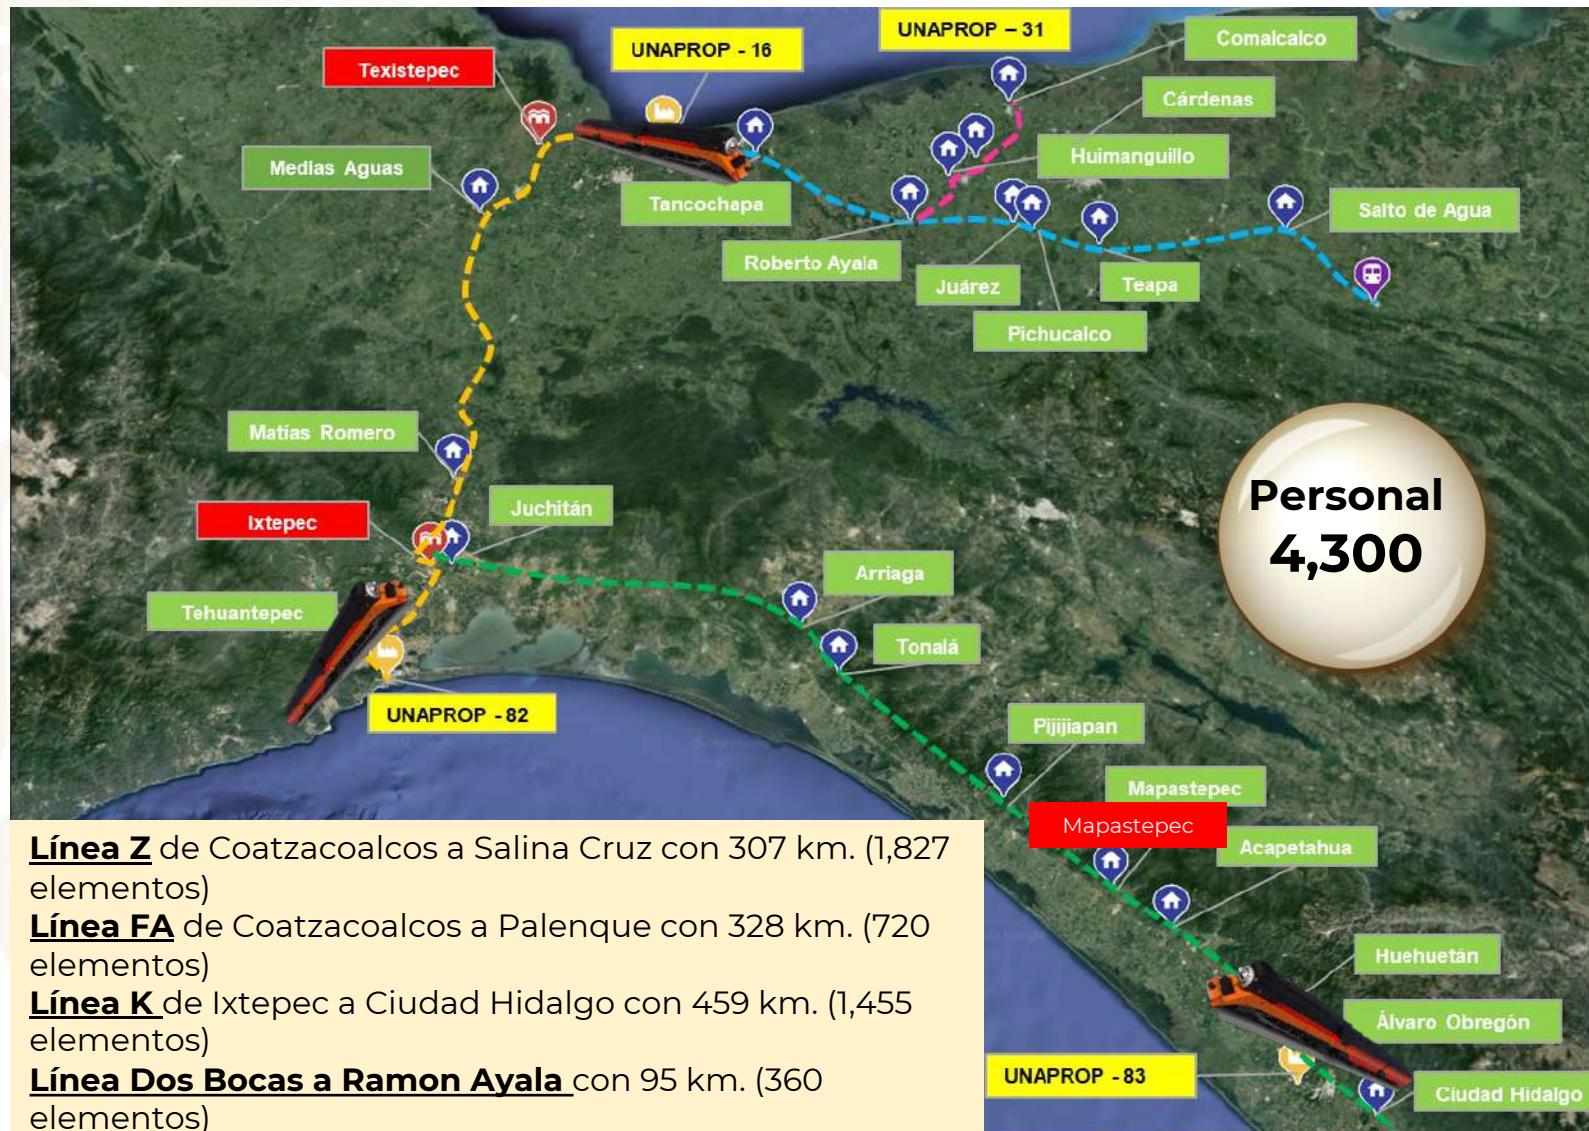 UNAPROP – 31
Comalcalco
UNAPROP - 16
Texistepec
Cárdenas
Huimanguillo
Medias Aguas
Tancochapa
Salto de Agua
Roberto Ayala
Juárez
Teapa
Pichucalco
Matías Romero
Personal
4,300
Juchitán
Ixtepec
Arriaga
Tehuantepec
Tonalá
UNAPROP - 82
Pijijiapan
Mapastepec
Mapastepec
Acapetahua
Línea Z de Coatzacoalcos a Salina Cruz con 307 km. (1,827
elementos)
Línea FA de Coatzacoalcos a Palenque con 328 km. (720
elementos)
Línea K de Ixtepec a Ciudad Hidalgo con 459 km. (1,455
elementos)
Línea Dos Bocas a Ramon Ayala con 95 km. (360
elementos)
Huehuetán
Álvaro Obregón
UNAPROP - 83
Ciudad Hidalgo